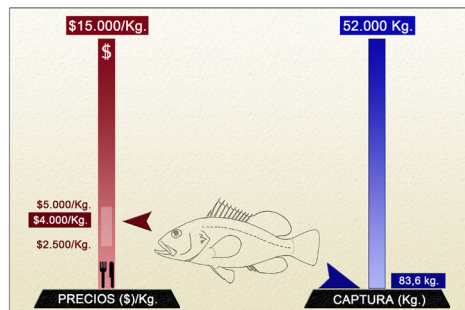 $15.000/Kg.
52.000 Kg.
$
$5.000/Kg.
$4.000/Kg.
$2.500/Kg.
83,6 kg.
PRECIOS ($)/Kg.
CAPTURA (Kg.)